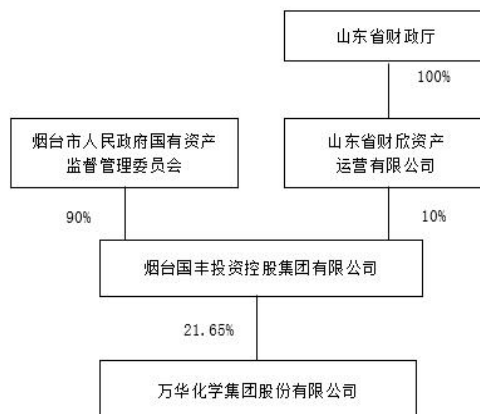 山东省财政厅
100%
烟台市人民政府国有资产
监督管理委员会
山东省财欣资产
运营有限公司
90%
10%
烟台国丰投资控股集团有限公司
21.65%
万华化学集团股份有限公司